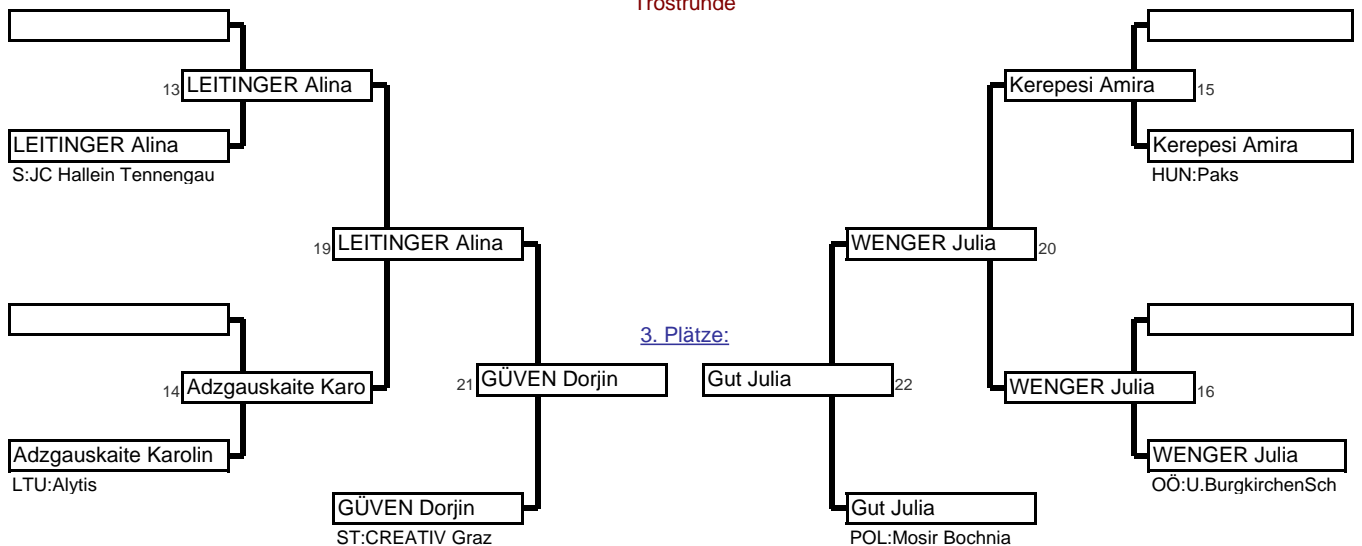 Trostrunde
13 LEITINGER Alina
Kerepesi Amira 15
LEITINGER Alina
Kerepesi Amira
S:JC Hallein Tennengau
HUN:Paks
19 LEITINGER Alina
WENGER Julia 20
3. Plätze:
14 Adzgauskaite Karo
21 GÜVEN Dorjin
Gut Julia 22
WENGER Julia 16
Adzgauskaite Karolin
WENGER Julia
LTU:Alytis
OÖ:U.BurgkirchenSch
GÜVEN Dorjin
Gut Julia
ST:CREATIV Graz
POL:Mosir Bochnia